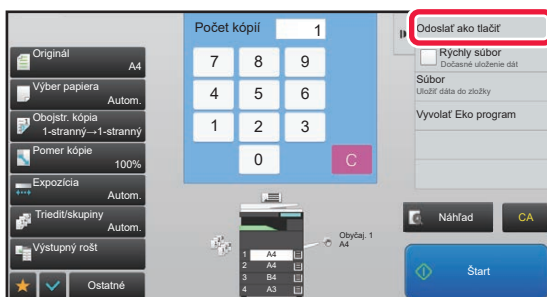 Originál
A4
Výber papiera
Autom.
Obojstr. kópia
1-stranný→1-stranný
Pomer kópie
100%
Expozícia
Autom.
Triediť/skupiny
Autom.
Výstupný rošt
Ostatné
Počet kópií 1
7 8 9
4 5 6
1 2 3
0 C
Obyčaj. 1
A4
1 A4
2 A4
3 B4
4 A3
Odoslať ako tlačiť
Rýchly súbor
Dočasné uloženie dát
Súbor
Uložiť dáta do zložky
Vyvolať Eko program
Náhľad CA
Štart